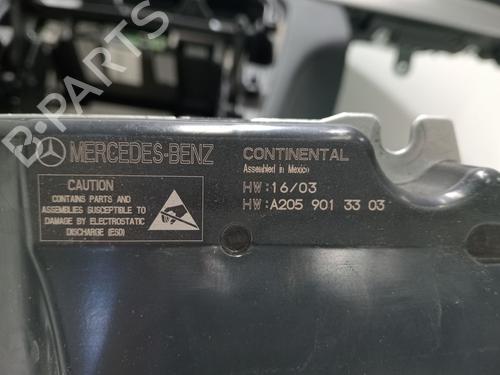 B-PARTS
MERCEDES-BENZ
CONTINENTAL
Assembled in Mexico
HW:16/03
HW:A205 901 33 03
CAUTION
CONTAINS PARTS AND
ASSEMBLIES SUSCEPTIBLE TO
DAMAGE BY ELECTROSTATIC
DISCHARGE (ESD)